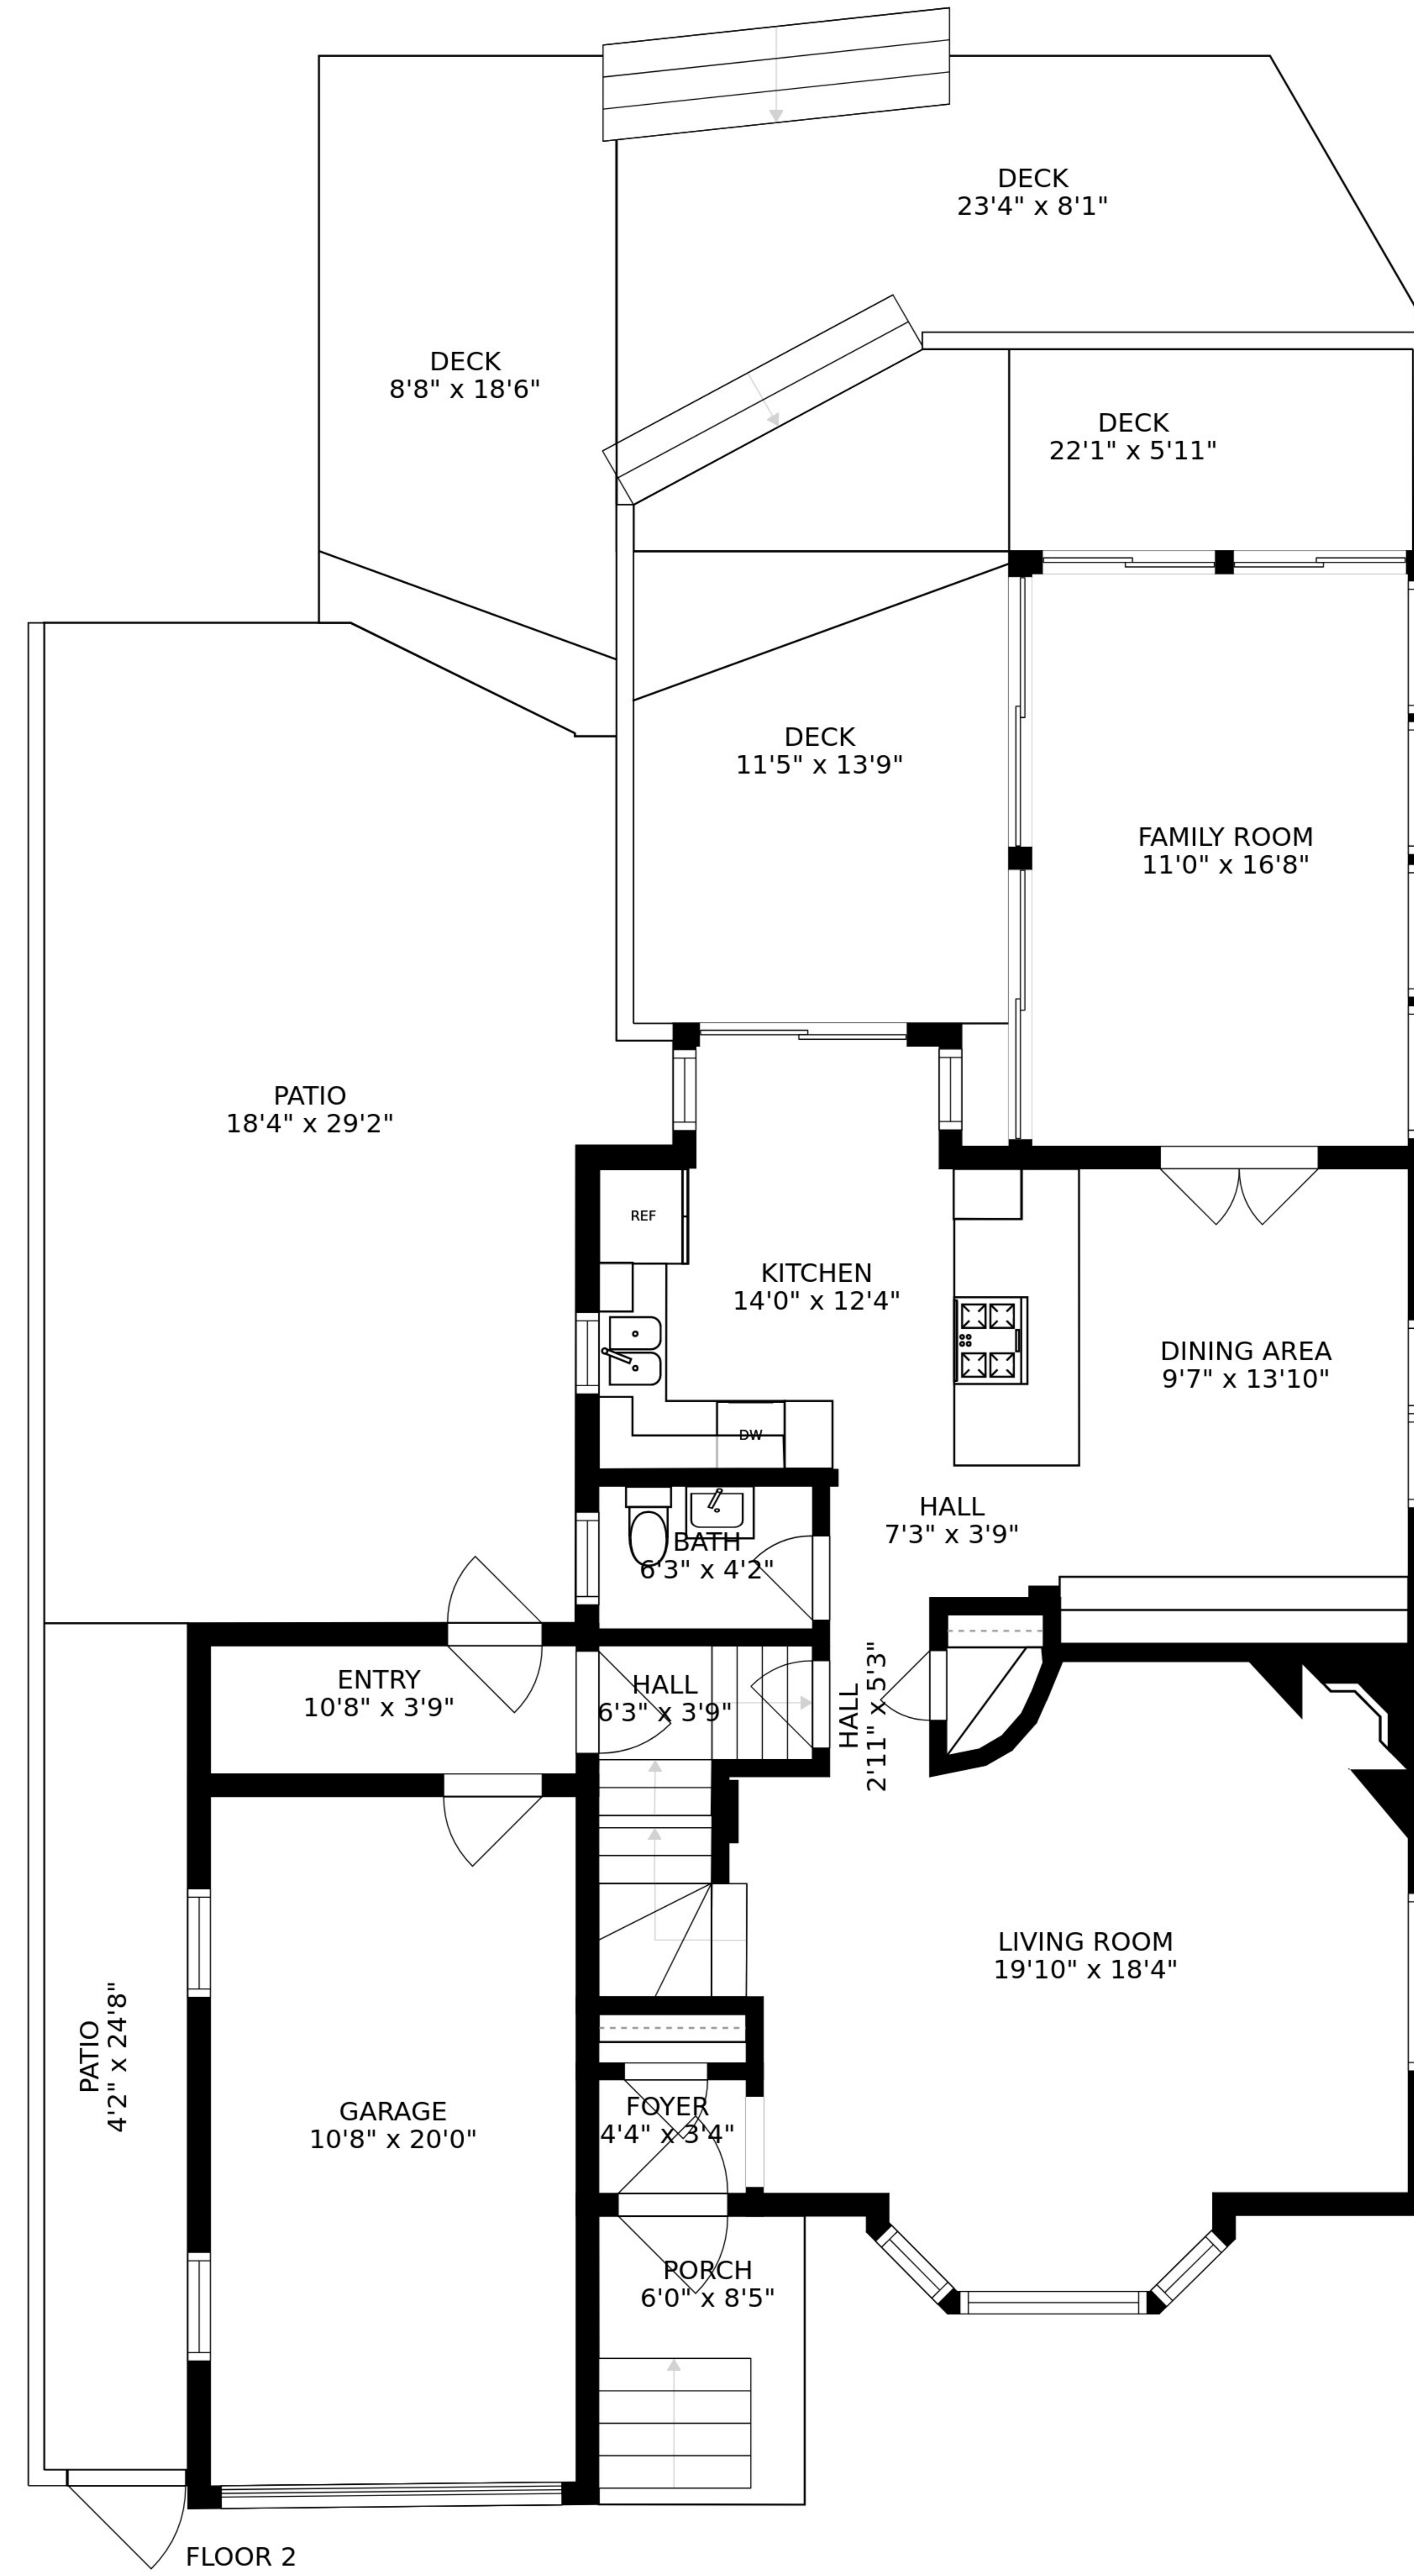 DECK
23'4" x 8'1"
DECK
8'8" x 18'6"
DECK
22'1" x 5'11"
DECK
11'5" x 13'9"
FAMILY ROOM
11'0" x 16'8"
PATIO
18'4" x 29'2"
REF
KITCHEN
14'0" x 12'4"
DINING AREA
9'7" x 13'10"
DW
HALL
7'3" x 3'9"
BATH
6'3" x 4'2"
ENTRY
10'8" x 3'9"
HALL
6'3" x 3'9"
HALL
2'11" x 5'3"
LIVING ROOM
19'10" x 18'4"
PATIO
4'2" x 24'8"
GARAGE
10'8" x 20'0"
FOYER
4'4" x 3'4"
PORCH
6'0" x 8'5"
FLOOR 2